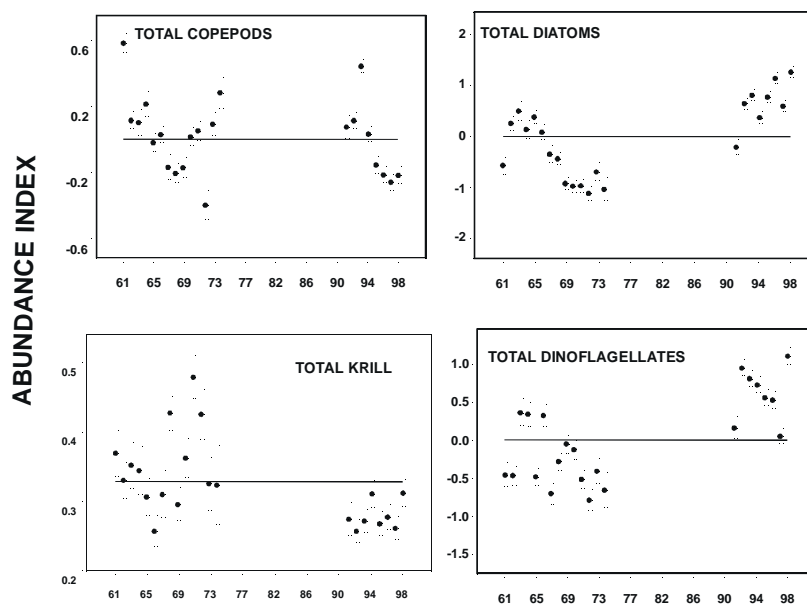 ABUNDANCE INDEX
TOTAL COPEPODS
0.6
0.2
-0.2
-0.6
61 65 69 73 77 82 86 90 94 98
TOTAL DIATOMS
2
1
0
-1
-2
61 65 69 73 77 82 86 90 94 98
TOTAL KRILL
0.5
0.4
0.3
0.2
61 65 69 73 77 82 86 90 94 98
TOTAL DINOFLAGELLATES
1.0
0.5
0.0
-0.5
-1.0
-1.5
61 65 69 73 77 82 86 90 94 98